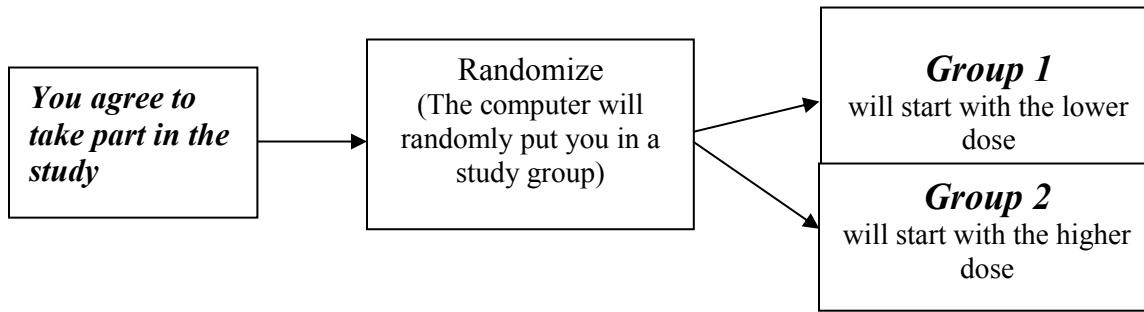 You agree to
take part in the
study
Randomize
(The computer will
randomly put you in a
study group)
Group 1
will start with the lower
dose
Group 2
will start with the higher
dose